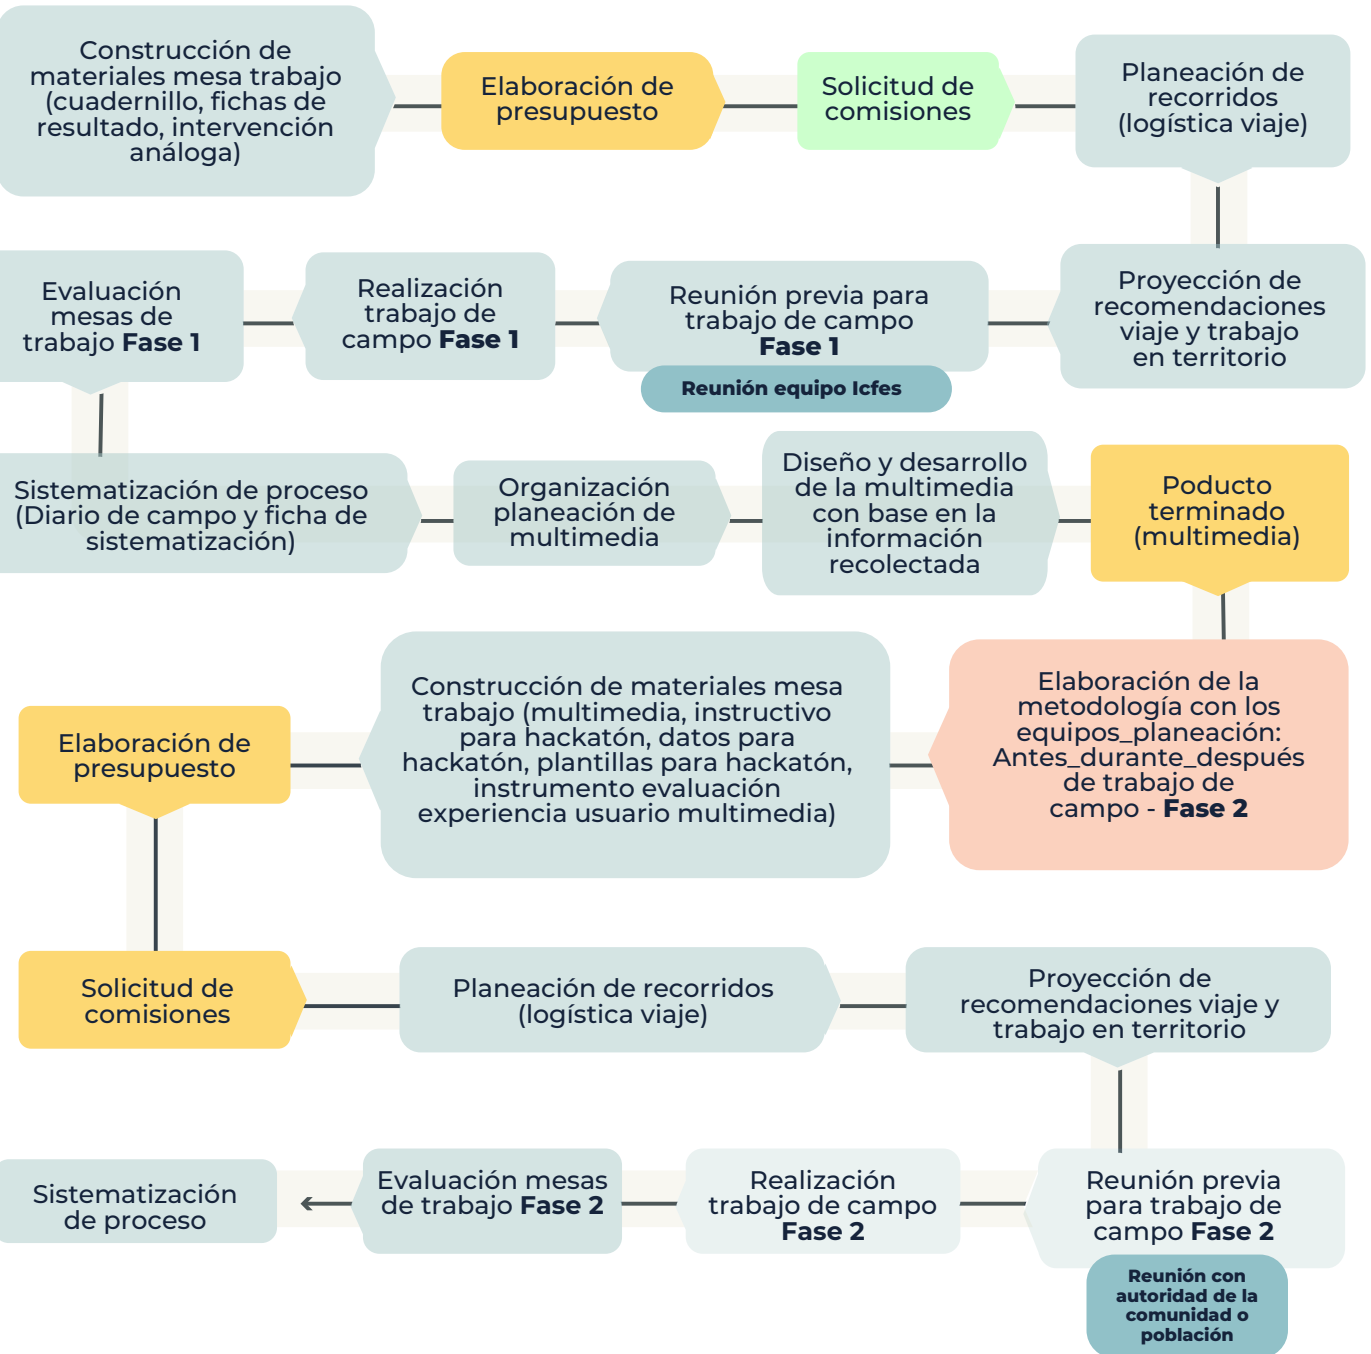 Construcción de
materiales mesa trabajo
(cuadernillo, fichas de
resultado, intervención
análoga)
Elaboración de
presupuesto
Solicitud de
comisiones
Planeación de
recorridos
(logística viaje)
Proyección de
recomendaciones
viaje y trabajo
en territorio
Reunión previa para
trabajo de campo
Fase 1
Reunión equipo Icfes
Realización
trabajo de
campo Fase 1
Evaluación
mesas de
trabajo Fase 1
Sistematización de proceso
(Diario de campo y ficha de
sistematización)
Organización
planeación de
multimedia
Diseño y desarrollo
de la multimedia
con base en la
información
recolectada
Poducto
terminado
(multimedia)
Elaboración de la
metodología con los
equipos_planeación:
Antes_durante_después
de trabajo de
campo - Fase 2
Construcción de materiales mesa
trabajo (multimedia, instructivo
para hackatón, datos para
hackatón, plantillas para hackatón,
instrumento evaluación
experiencia usuario multimedia)
Elaboración de
presupuesto
Solicitud de
comisiones
Planeación de recorridos
(logística viaje)
Proyección de
recomendaciones viaje y
trabajo en territorio
Reunión previa
para trabajo de
campo Fase 2
Reunión con
autoridad de la
comunidad o
población
Realización
trabajo de campo
Fase 2
Evaluación mesas
de trabajo Fase 2
Sistematización
de proceso